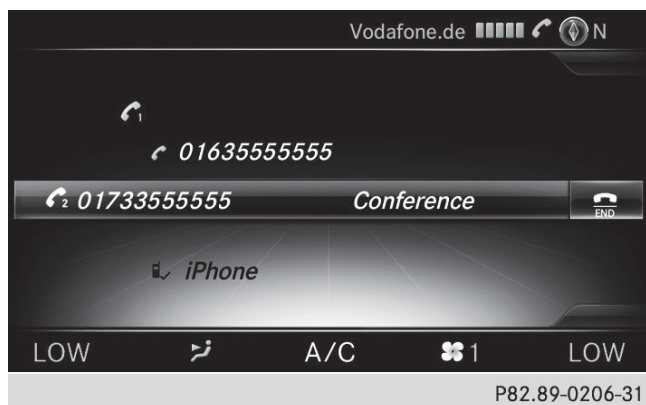 Vodafone.de N
1
01635555555
2 01733555555 Conference END
iPhone
LOW A/C 1 LOW
P82.89-0206-31